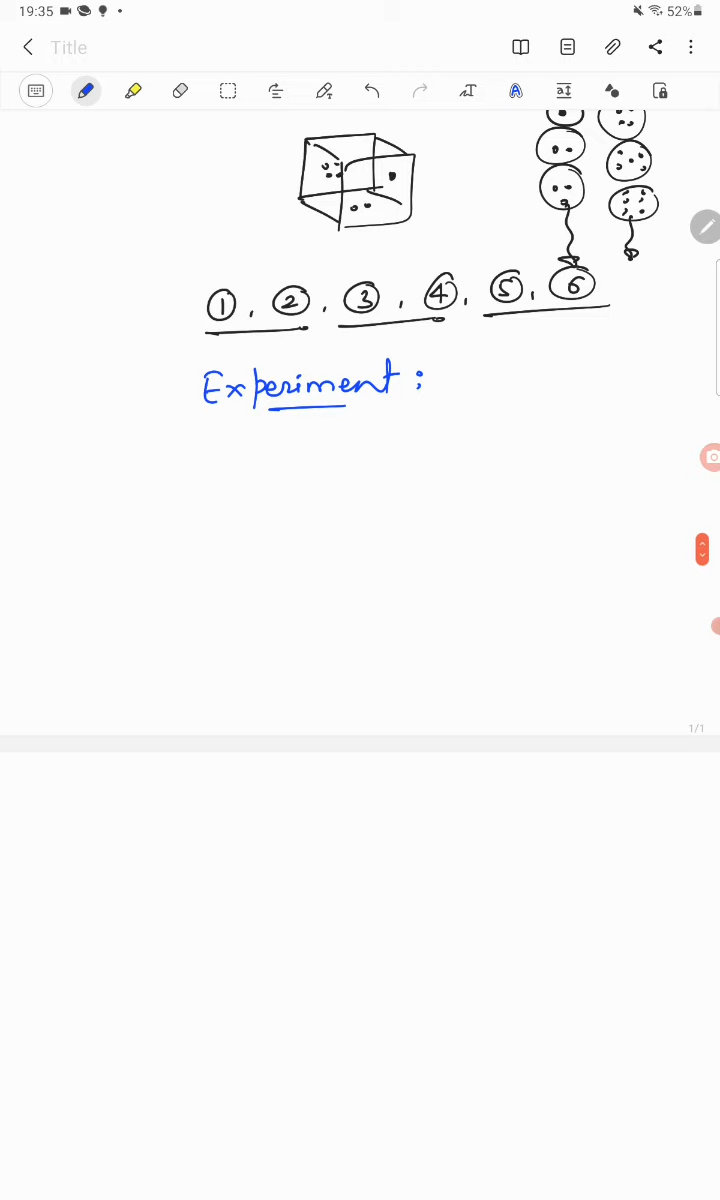 19:35 52%
Title
1 , 2 , 3 , 4 , 5 , 6
Experiment :
1/1